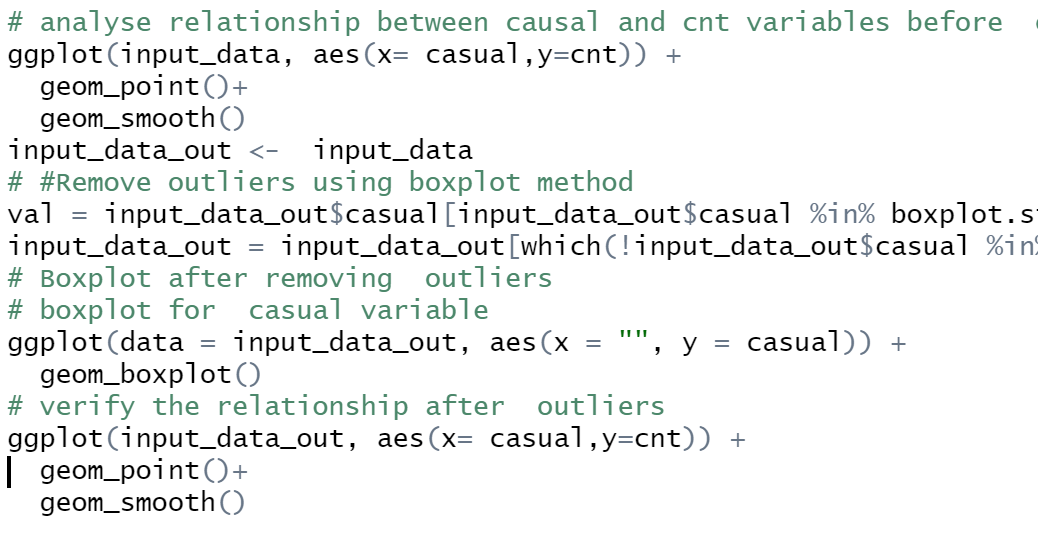 # analyse relationship between causal and cnt variables before
ggplot(input_data, aes(x= casual,y=cnt)) +
  geom_point()+
  geom_smooth()
input_data_out <-  input_data
# #Remove outliers using boxplot method
val = input_data_out$casual[input_data_out$casual %in% boxplot.st
input_data_out = input_data_out[which(!input_data_out$casual %in%
# Boxplot after removing  outliers
# boxplot for  casual variable
ggplot(data = input_data_out, aes(x = "", y = casual)) +
  geom_boxplot()
# verify the relationship after  outliers
ggplot(input_data_out, aes(x= casual,y=cnt)) +
  geom_point()+
  geom_smooth()